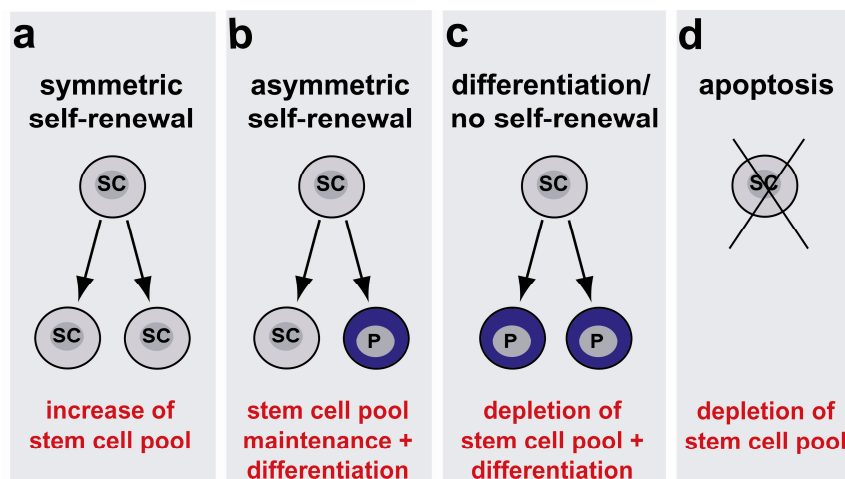 a
symmetric
self-renewal
SC
SC
SC
increase of
stem cell pool
b
asymmetric
self-renewal
SC
SC
P
stem cell pool
maintenance +
differentiation
c
differentiation/
no self-renewal
SC
P
P
depletion of
stem cell pool +
differentiation
d
apoptosis
SC
depletion of
stem cell pool